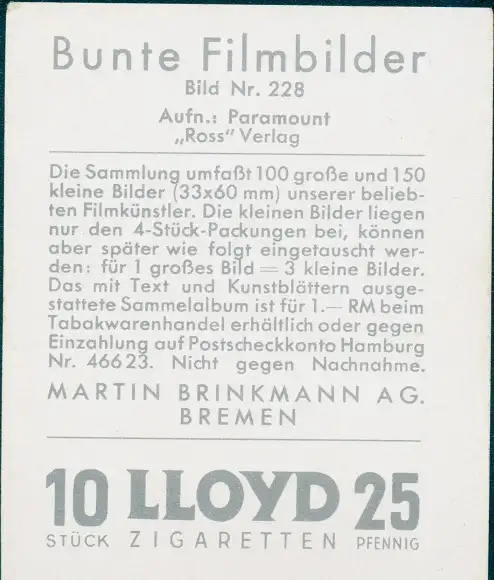 Bunte Filmbilder
Bild Nr. 228
Aufn.: Paramount
„Ross" Verlag
Die Sammlung umfaßt 100 große und 150
kleine Bilder (33x60 mm) unserer belieb-
ten Filmkünstler. Die kleinen Bilder liegen
nur den 4-Stück-Packungen bei, können
aber später wie folgt eingetauscht wer-
den: für 1 großes Bild = 3 kleine Bilder.
Das mit Text und Kunstblättern ausge-
stattete Sammelalbum ist für 1.— RM beim
Tabakwarenhandel erhältlich oder gegen
Einzahlung auf Postscheckkonto Hamburg
Nr. 46623. Nicht gegen Nachnahme.
MARTIN BRINKMANN AG.
BREMEN
10 LLOYD 25
STÜCK ZIGARETTEN PFENNIG